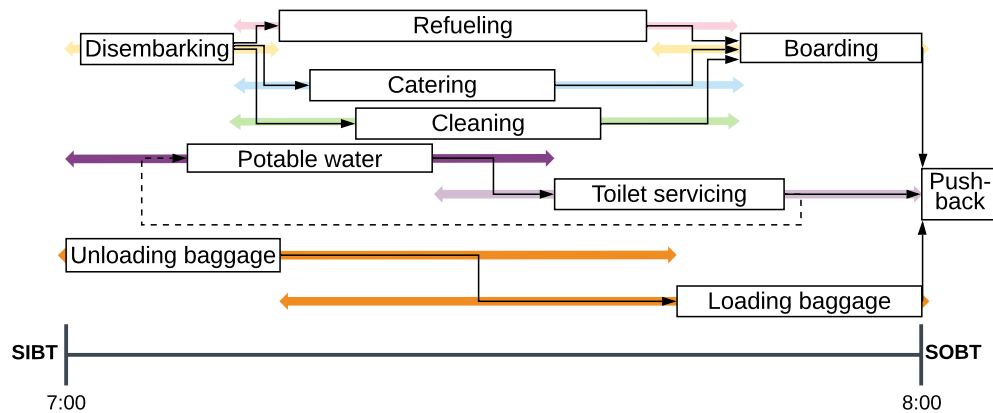 Refueling
Disembarking
Boarding
Catering
Cleaning
Potable water
Toilet servicing
Push-
back
Unloading baggage
Loading baggage
SIBT
SOBT
7:00
8:00